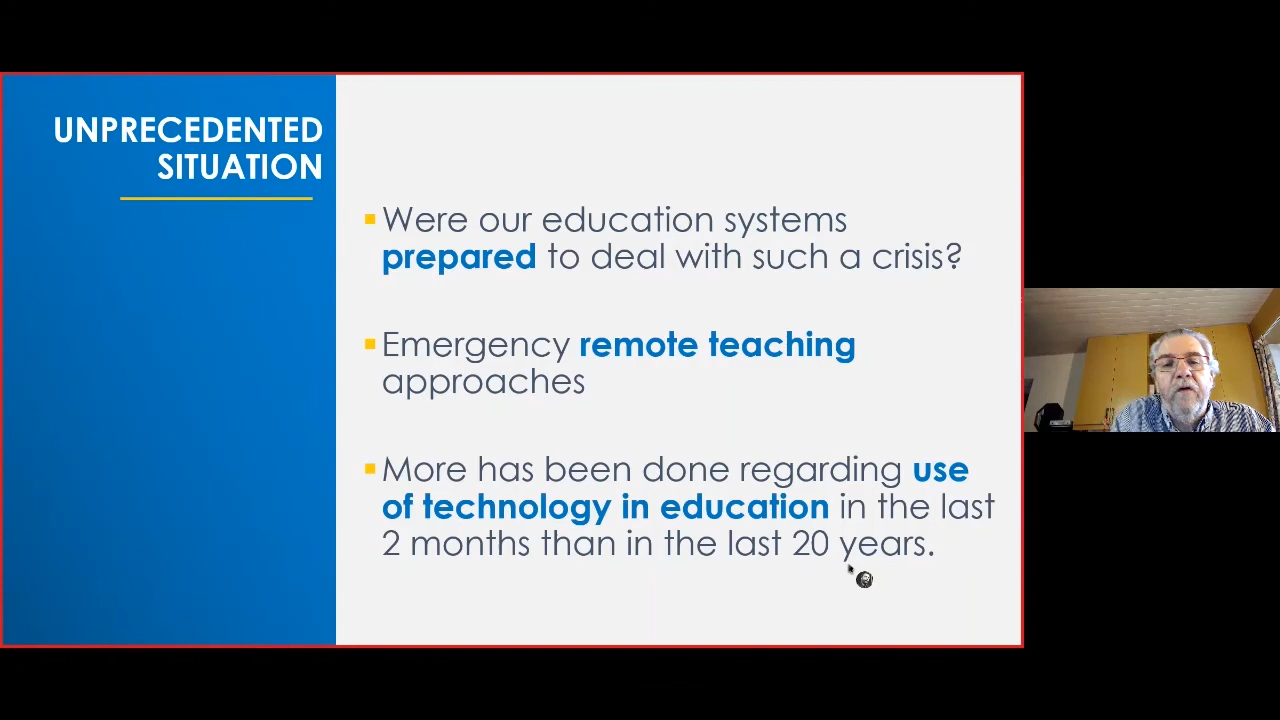 UNPRECEDENTED
SITUATION
Were our education systems
prepared to deal with such a crisis?
Emergency remote teaching
approaches
More has been done regarding use
of technology in education in the last
2 months than in the last 20 years.